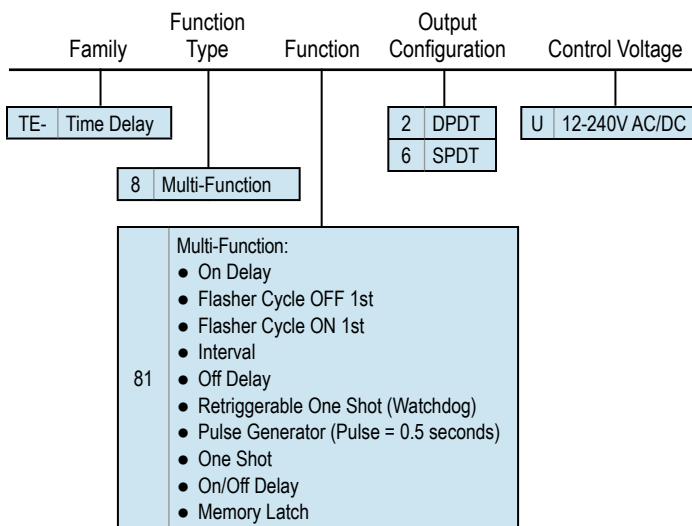 Family
Function
Type
Function
Output
Configuration
Control Voltage
TE- Time Delay
2 DPDT
6 SPDT
U 12-240V AC/DC
8 Multi-Function
81
Multi-Function:
● On Delay
● Flasher Cycle OFF 1st
● Flasher Cycle ON 1st
● Interval
● Off Delay
● Retriggerable One Shot (Watchdog)
● Pulse Generator (Pulse = 0.5 seconds)
● One Shot
● On/Off Delay
● Memory Latch